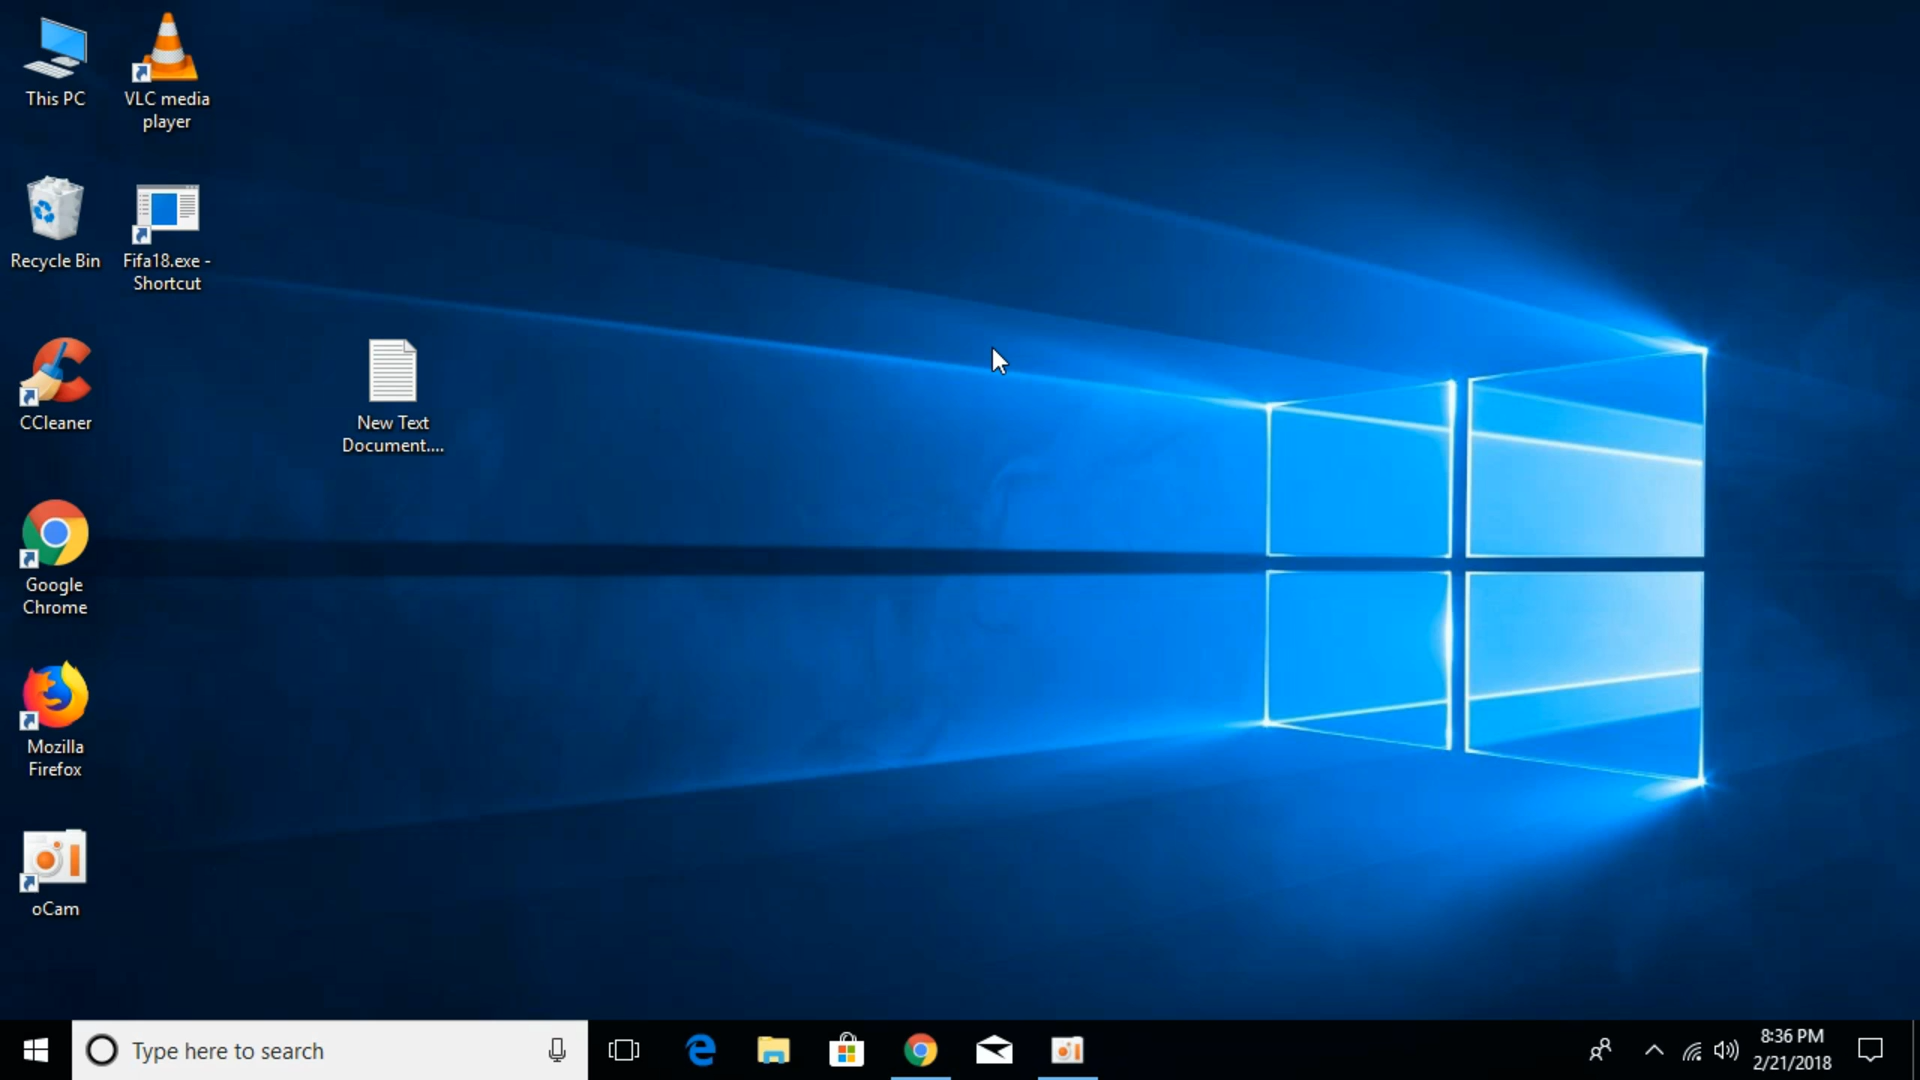 This PC
VLC media
player
Recycle Bin
Fifa18.exe -
Shortcut
CCleaner
New Text
Document....
Google
Chrome
Mozilla
Firefox
oCam
Type here to search
8:36 PM
2/21/2018